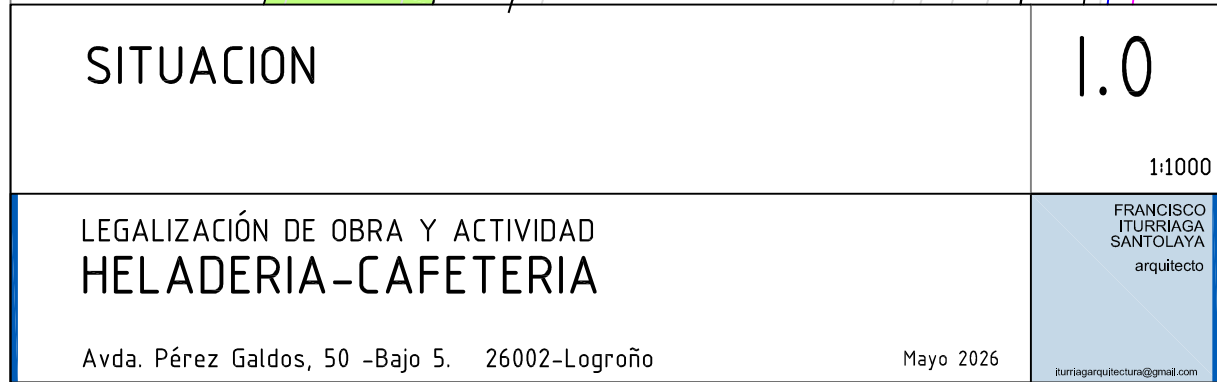 SITUACION
1.0
1:1000
LEGALIZACIÓN DE OBRA Y ACTIVIDAD
HELADERIA-CAFETERIA
Avda. Pérez Galdos, 50 -Bajo 5. 26002-Logroño
Mayo 2026
FRANCISCO
ITURRIAGA
SANTOLAYA
arquitecto
iturriagarquitectura@gmail.com